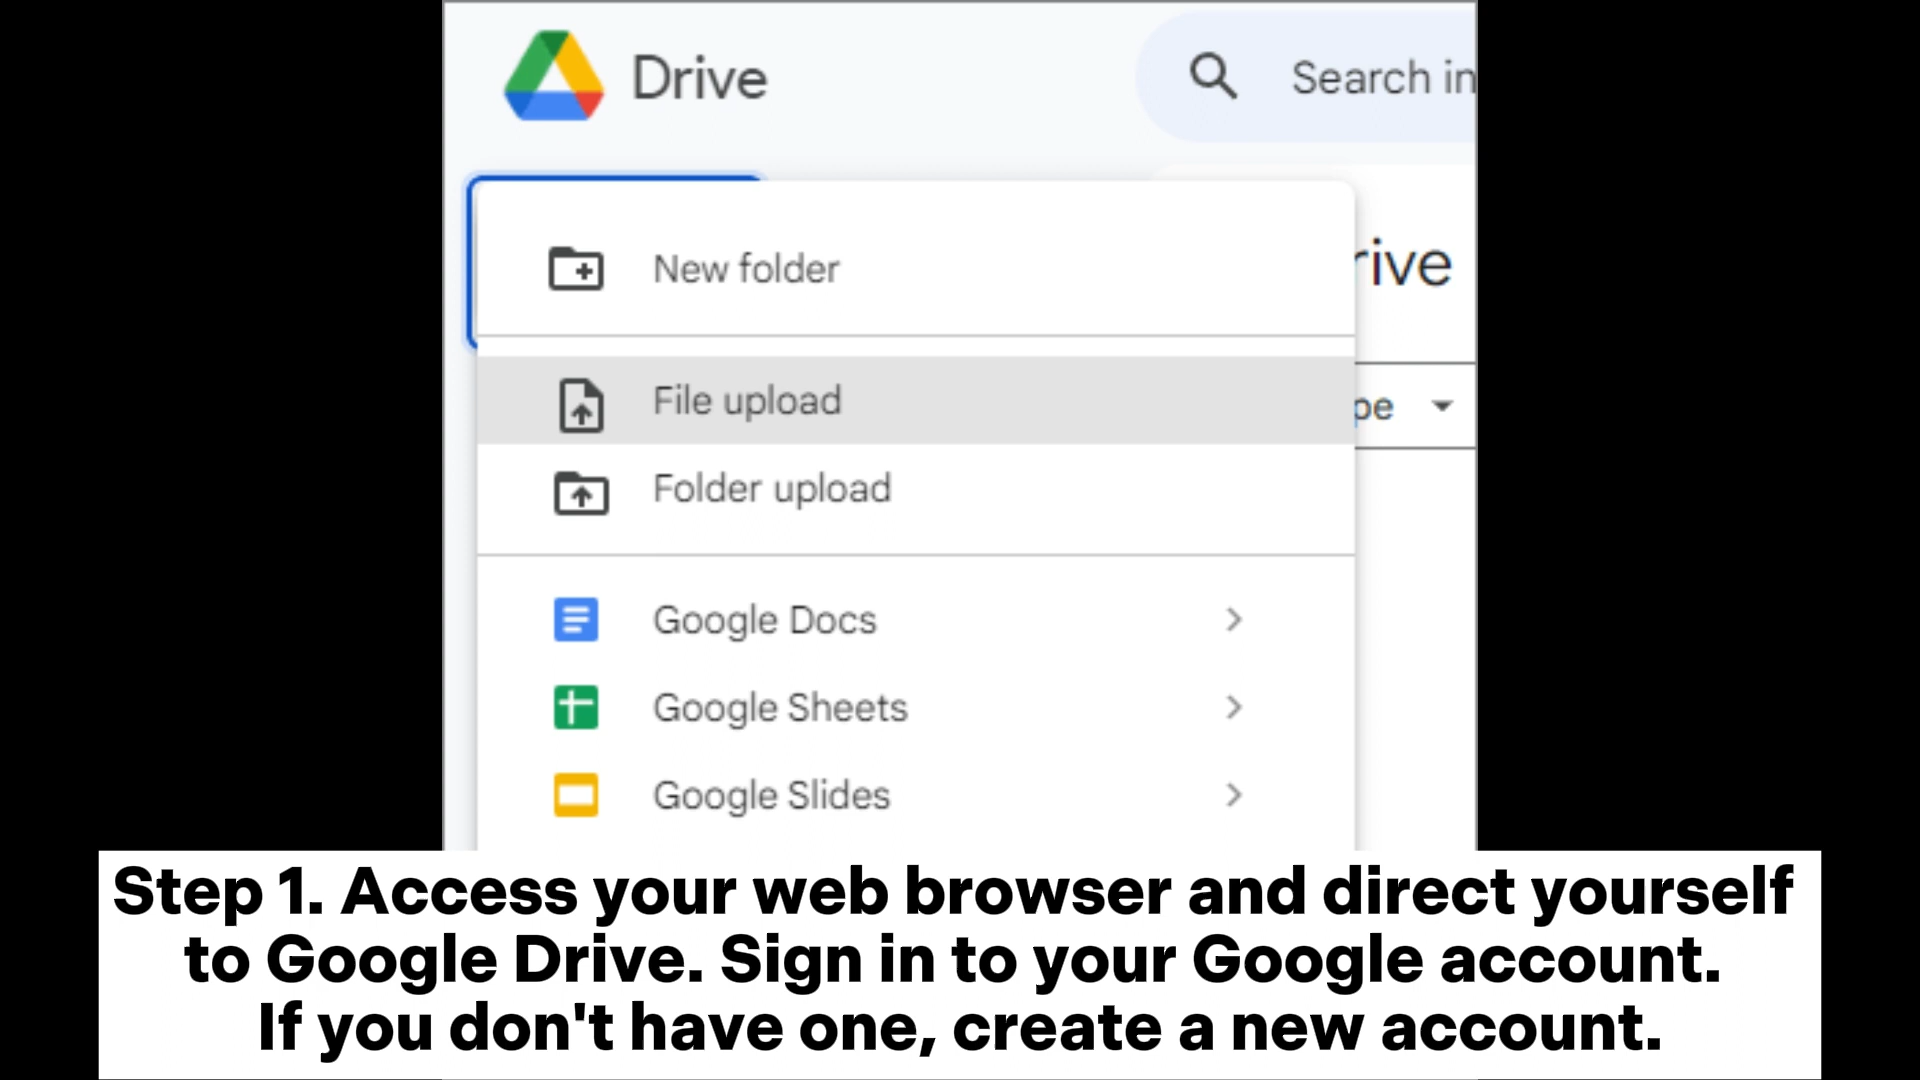 Drive
Search in
New folder
rive
File upload
pe
Folder upload
Google Docs
Google Sheets
Google Slides
Step 1. Access your web browser and direct yourself
to Google Drive. Sign in to your Google account.
If you don't have one, create a new account.